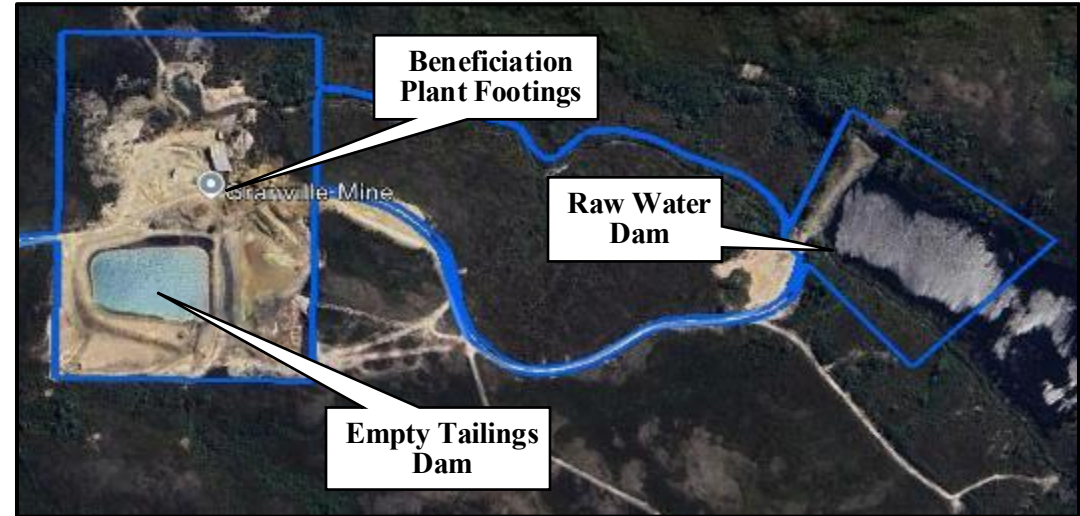 Beneficiation
Plant Footings
Granville Mine
Raw Water
Dam
Empty Tailings
Dam